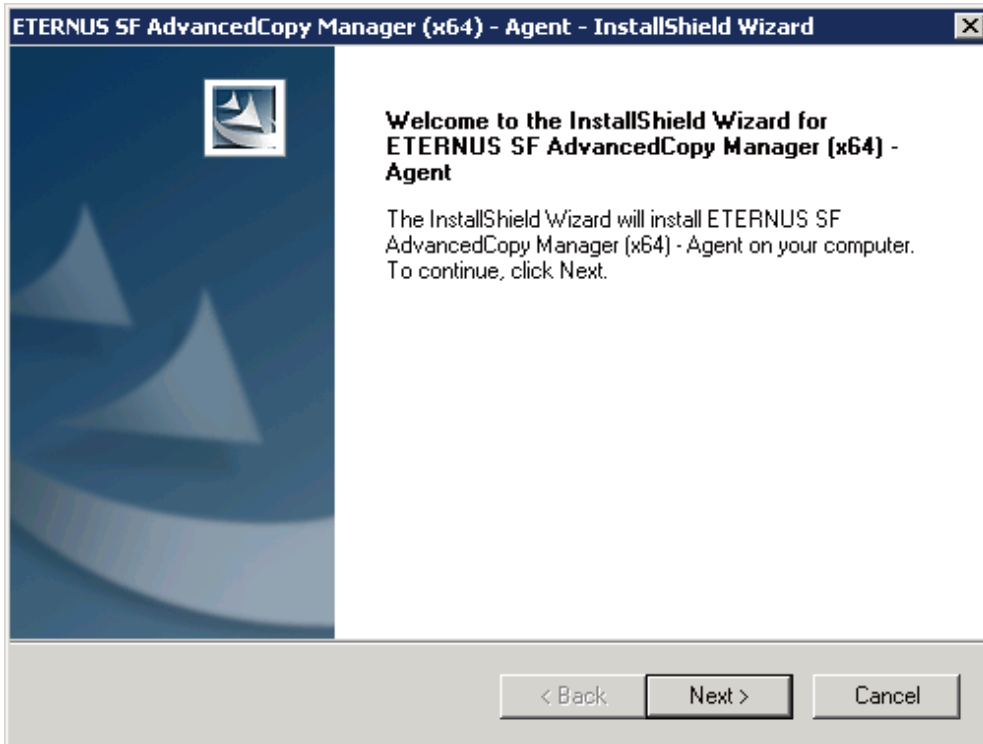 ETERNUS SF AdvancedCopy Manager (x64) - Agent - InstallShield Wizard
Welcome to the InstallShield Wizard for
ETERNUS SF AdvancedCopy Manager (x64) -
Agent
The InstallShield Wizard will install ETERNUS SF
AdvancedCopy Manager (x64) - Agent on your computer.
To continue, click Next.
< Back
Next >
Cancel